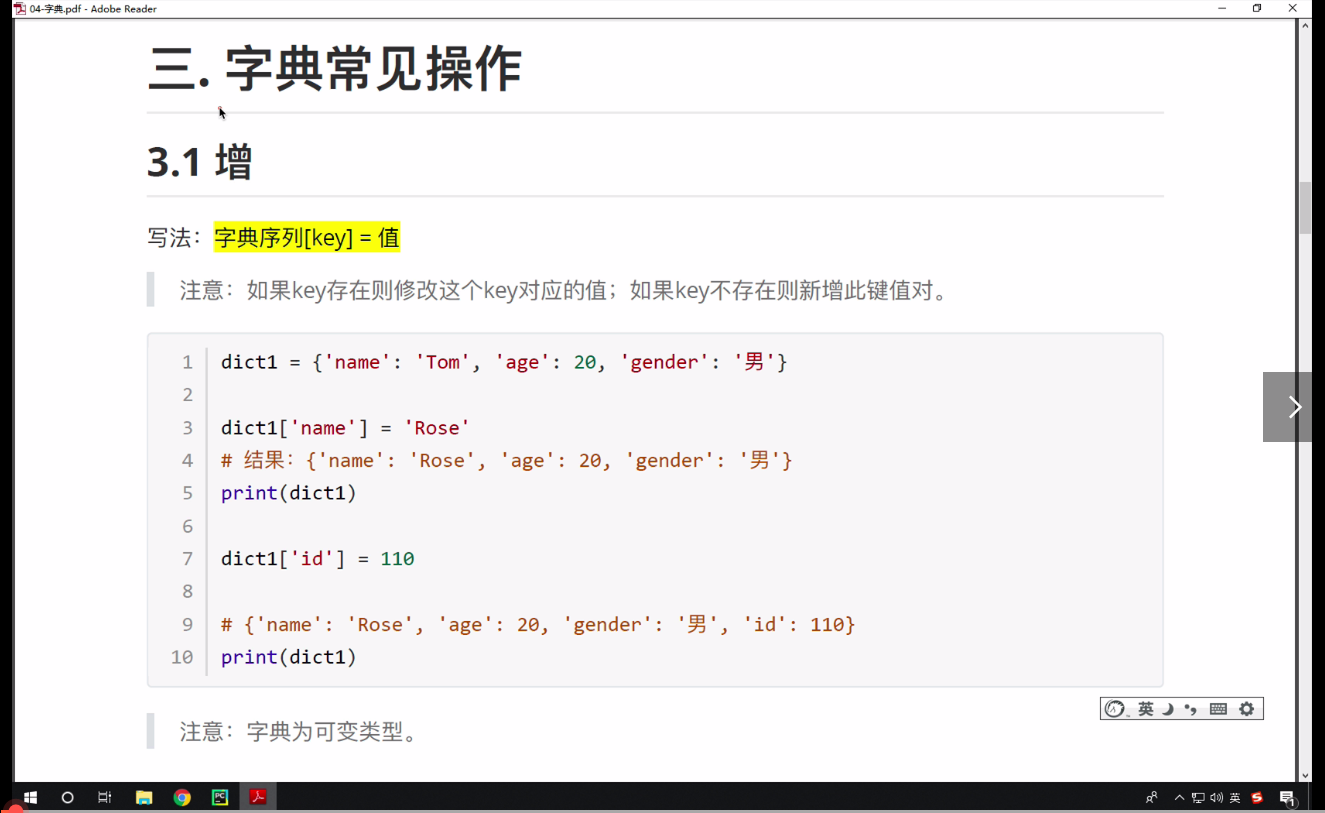 04-字典.pdf - Adobe Reader
三. 字典常见操作
3.1 增
写法：字典序列[key] = 值
注意：如果key存在则修改这个key对应的值；如果key不存在则新增此键值对。
1 dict1 = {'name': 'Tom', 'age': 20, 'gender': '男'}
2
3 dict1['name'] = 'Rose'
4 # 结果：{'name': 'Rose', 'age': 20, 'gender': '男'}
5 print(dict1)
6
7 dict1['id'] = 110
8
9 # {'name': 'Rose', 'age': 20, 'gender': '男', 'id': 110}
10 print(dict1)
英
注意：字典为可变类型。
PC
英
1